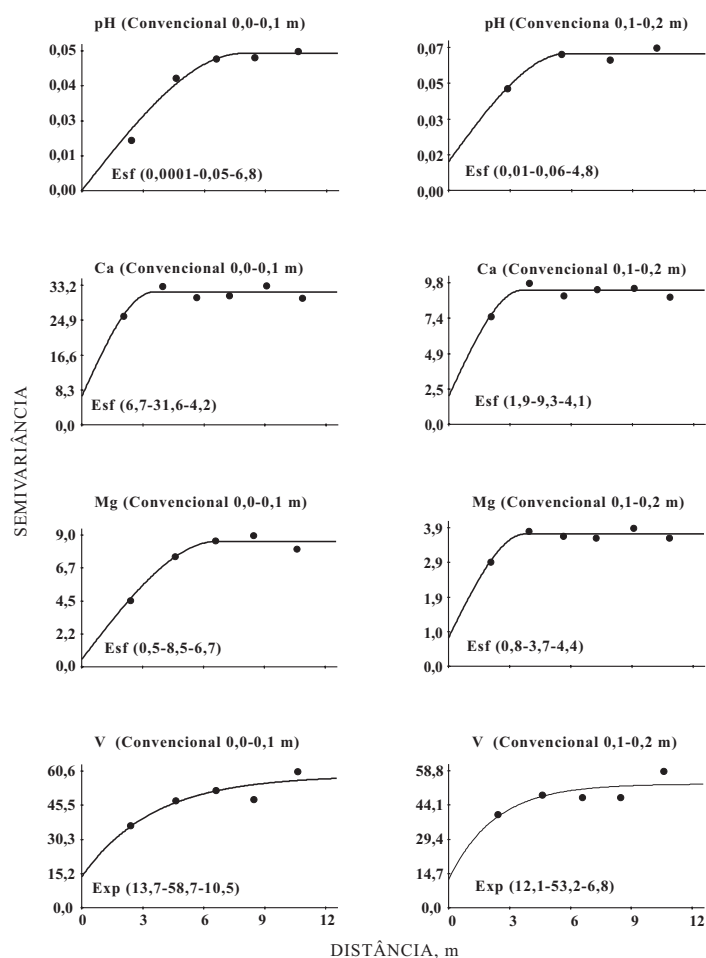 pH (Convencional 0,0-0,1 m)
0,05
0,04
0,03
0,01
0,00
Esf (0,0001-0,05-6,8)
pH (Convenciona 0,1-0,2 m)
0,07
0,05
0,03
0,02
0,00
Esf (0,01-0,06-4,8)
Ca (Convencional 0,0-0,1 m)
33,2
24,9
16,6
8,3
0,0
Esf (6,7-31,6-4,2)
Ca (Convencional 0,1-0,2 m)
9,8
7,4
4,9
2,5
0,0
Esf (1,9-9,3-4,1)
SEMIVARIÂNCIA
Mg (Convencional 0,0-0,1 m)
9,0
6,7
4,5
2,2
0,0
Esf (0,5-8,5-6,7)
Mg (Convencional 0,1-0,2 m)
3,9
2,9
1,9
1,0
0,0
Esf (0,8-3,7-4,4)
V (Convencional 0,0-0,1 m)
60,6
45,5
30,3
15,2
0,0
Exp (13,7-58,7-10,5)
0 3 6 9 12
V (Convencional 0,1-0,2 m)
58,8
44,1
29,4
14,7
0,0
Exp (12,1-53,2-6,8)
0 3 6 9 12
DISTÂNCIA, m